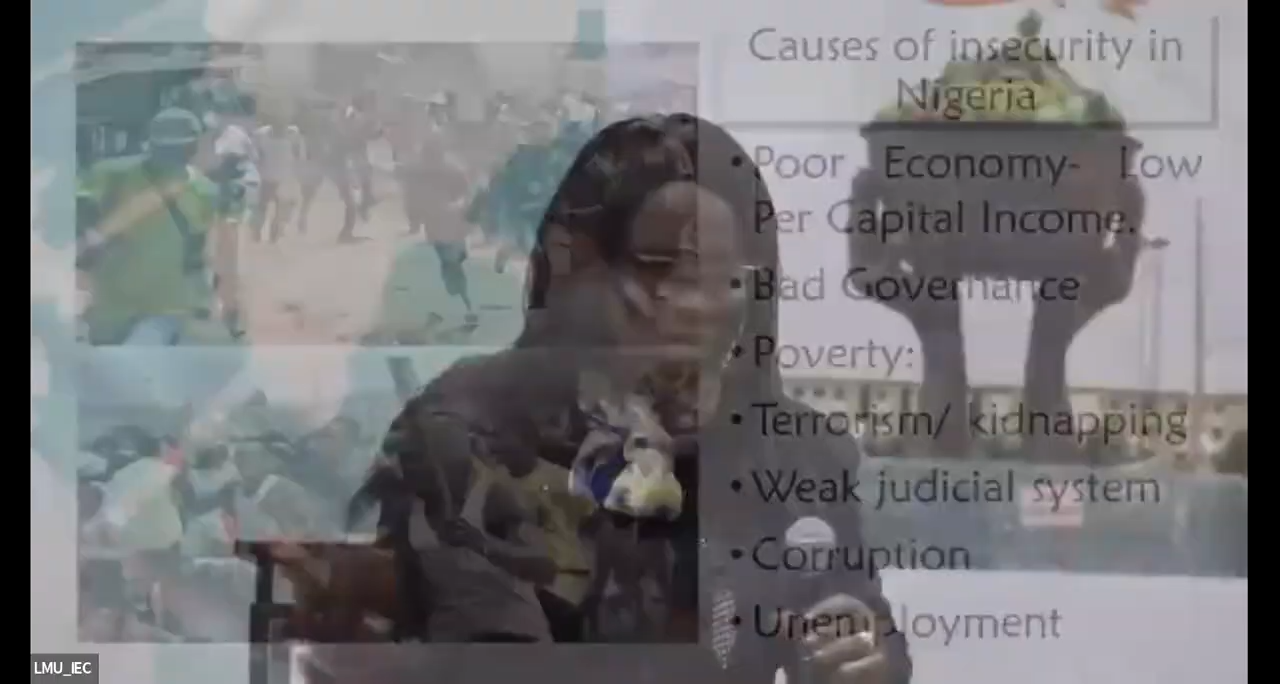 Causes of insecurity in
Nigeria
• Poor Economy- Low
Per Capital Income.
• Bad Governance
• Poverty:
• Terrorism/ kidnapping
• Weak judicial system
• Corruption
• Unemployment
LMU_IEC